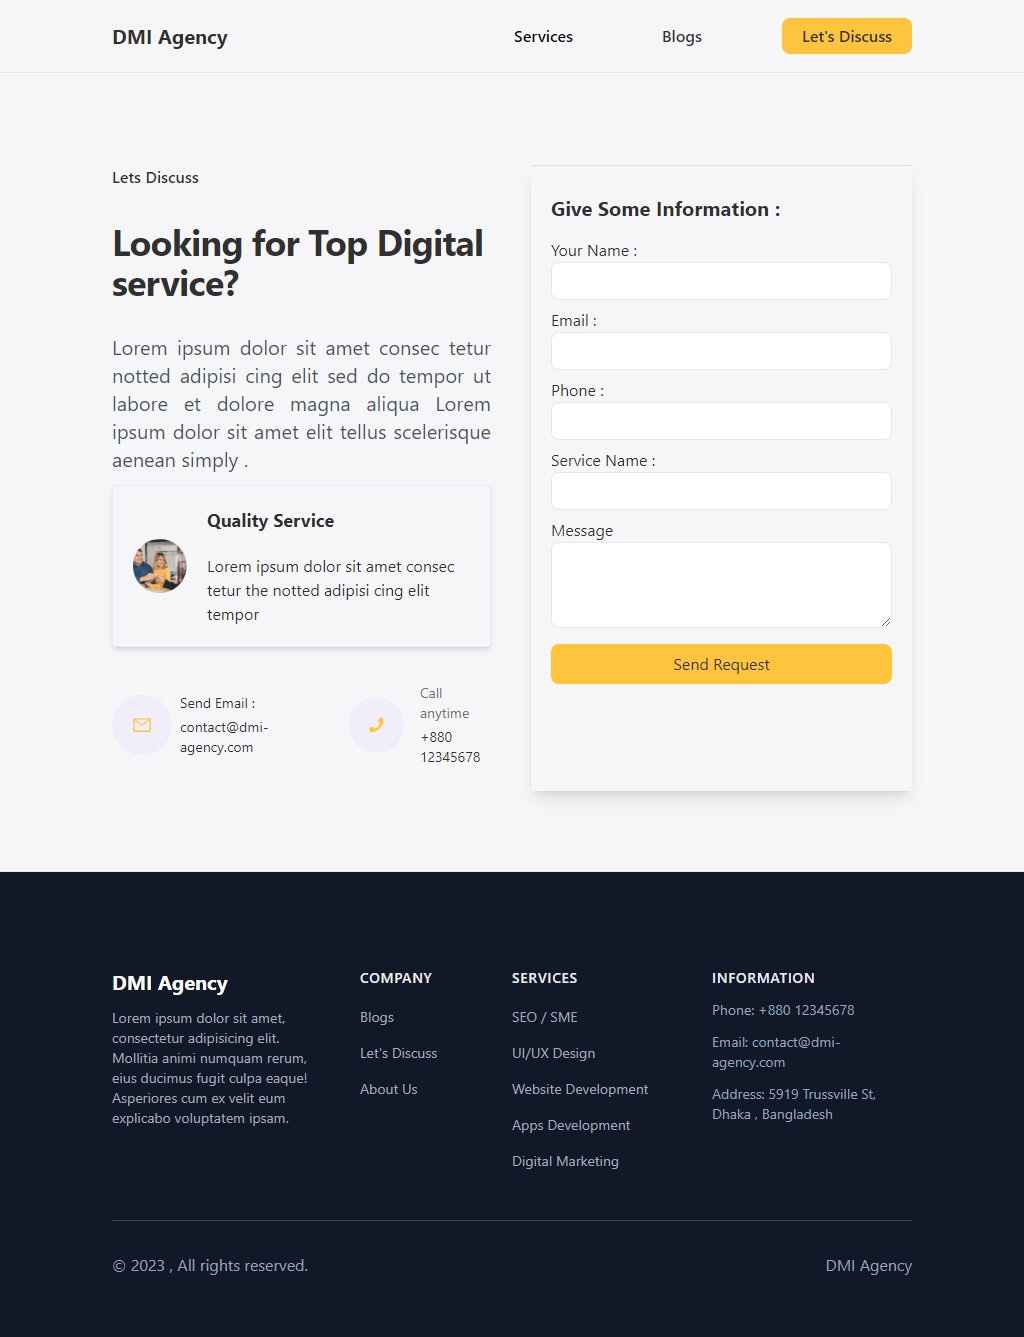 DMI Agency
Services
Blogs
Let's Discuss
Lets Discuss
Looking for Top Digital
service?
Lorem ipsum dolor sit amet consec tetur
notted adipisi cing elit sed do tempor ut
labore et dolore magna aliqua Lorem
ipsum dolor sit amet elit tellus scelerisque
aenean simply .
Quality Service
Lorem ipsum dolor sit amet consec
tetur the notted adipisi cing elit
tempor
Send Email :
contact@dmi-
agency.com
Call
anytime
+880
12345678
Give Some Information :
Your Name :
Email :
Phone :
Service Name :
Message
Send Request
DMI Agency
Lorem ipsum dolor sit amet,
consectetur adipisicing elit.
Mollitia animi numquam rerum,
eius ducimus fugit culpa eaque!
Asperiores cum ex velit eum
explicabo voluptatem ipsam.
COMPANY
Blogs
Let's Discuss
About Us
SERVICES
SEO / SME
UI/UX Design
Website Development
Apps Development
Digital Marketing
INFORMATION
Phone: +880 12345678
Email: contact@dmi-
agency.com
Address: 5919 Trussville St,
Dhaka , Bangladesh
© 2023 , All rights reserved.
DMI Agency